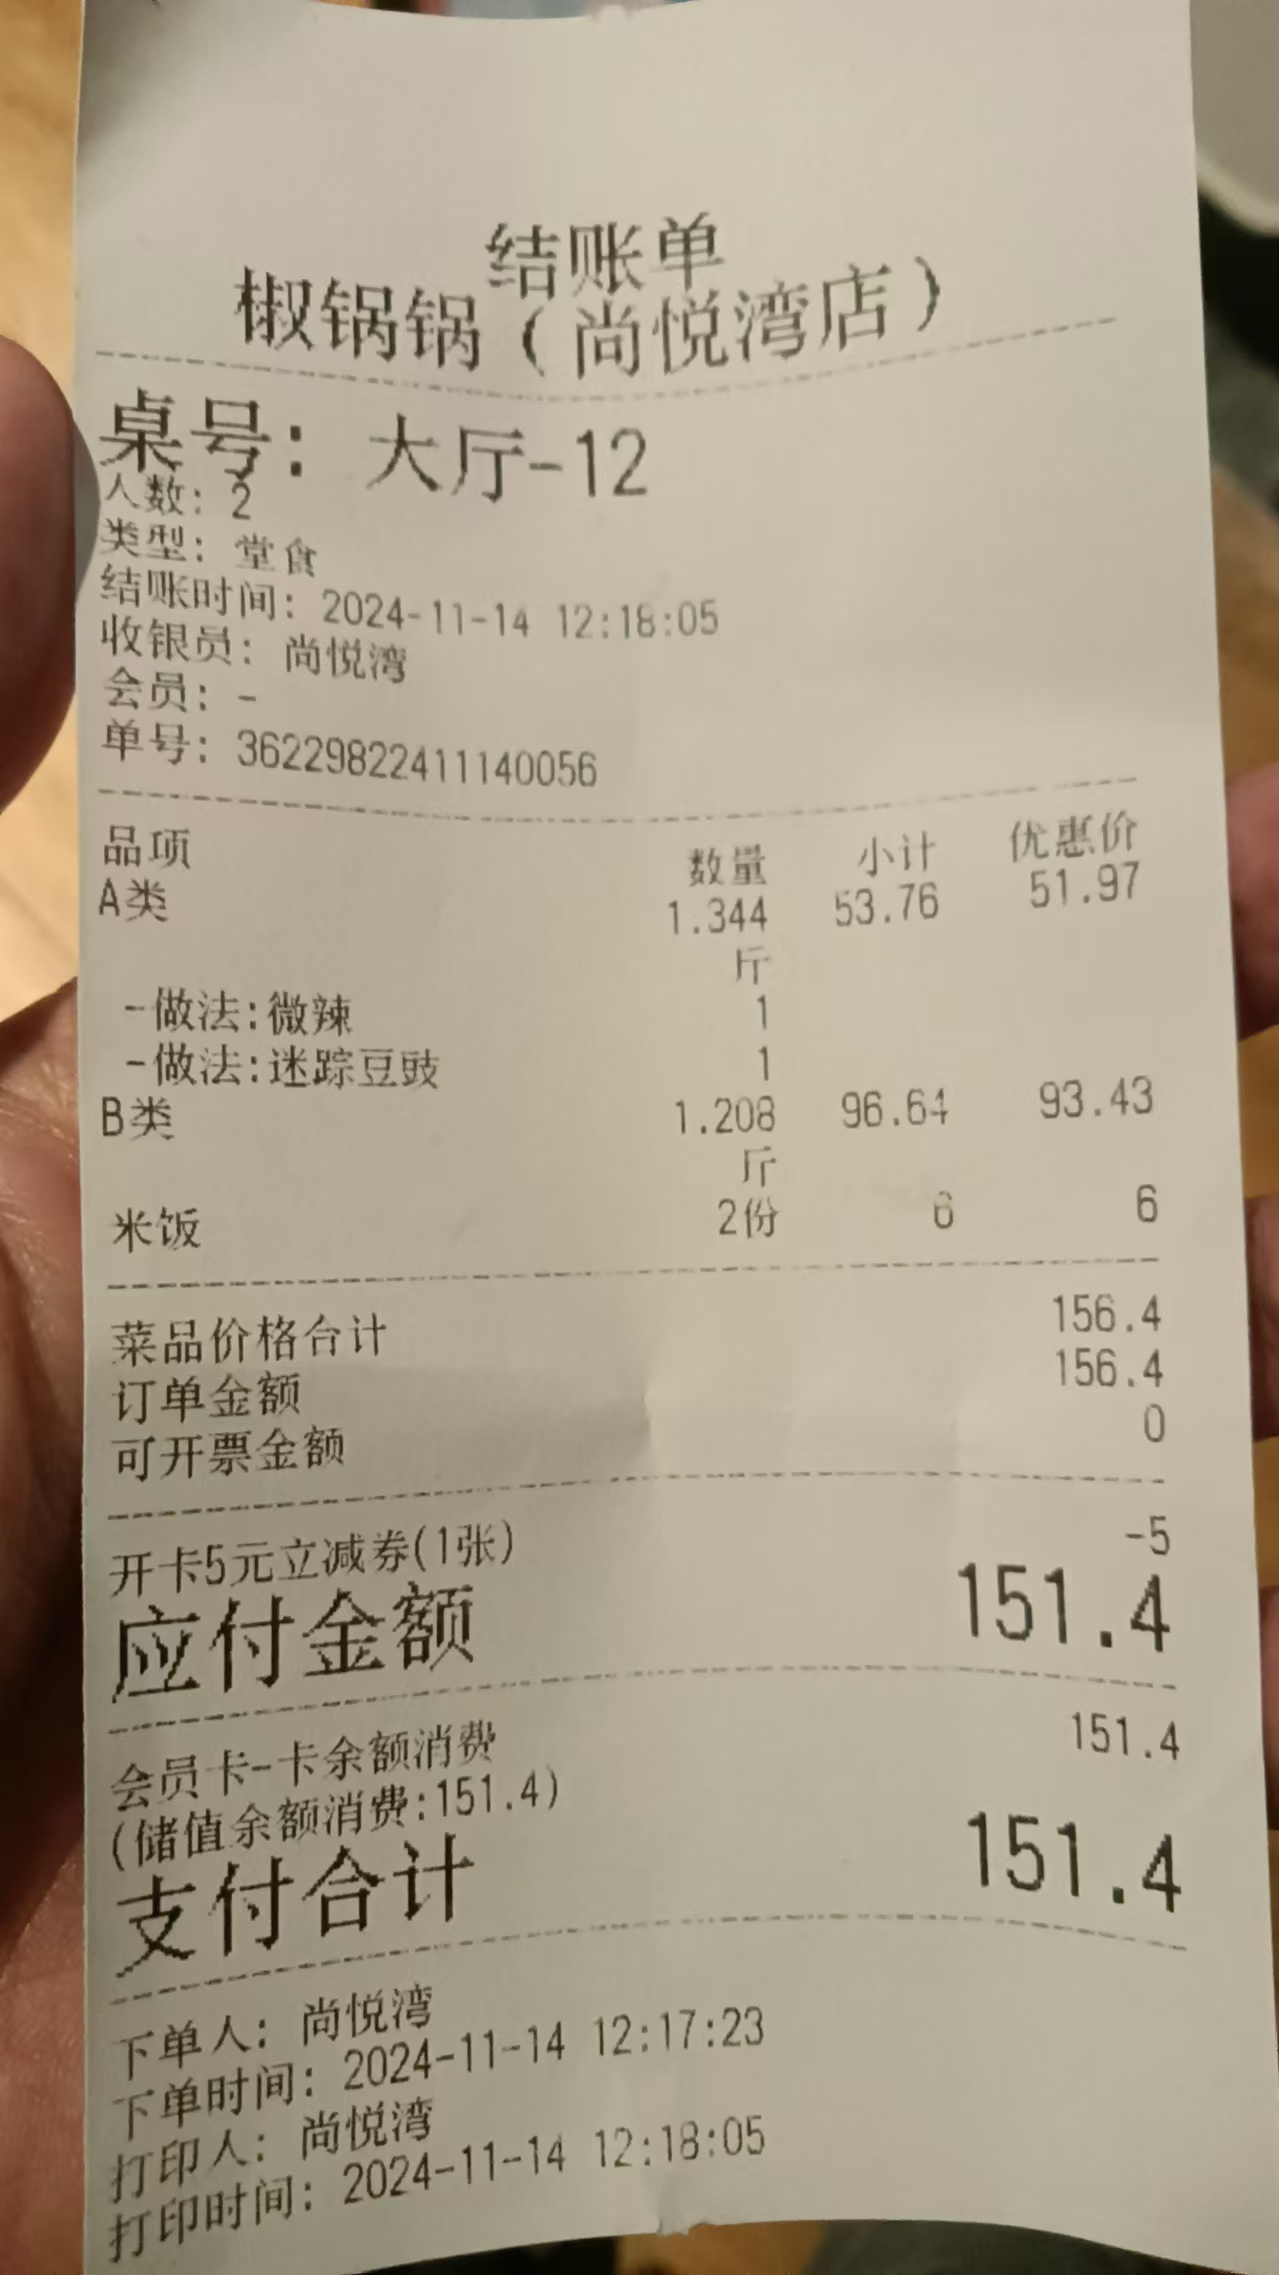 结账单
椒锅锅(尚悦湾店)
桌号: 大厅-12
人数: 2
类型: 堂食
结账时间: 2024-11-14 12:18:05
收银员: 尚悦湾
会员: -
单号: 36229822411140056
品项 数量 小计 优惠价
A类 1.344 53.76 51.97
斤
-做法:微辣 1
-做法:迷踪豆豉 1
B类 1.208 96.64 93.43
斤
米饭 2份 6 6
菜品价格合计 156.4
订单金额 156.4
可开票金额 0
开卡5元立减券(1张) -5
应付金额 151.4
会员卡-卡余额消费 151.4
(储值余额消费:151.4)
支付合计 151.4
下单人: 尚悦湾
下单时间: 2024-11-14 12:17:23
打印人: 尚悦湾
打印时间: 2024-11-14 12:18:05